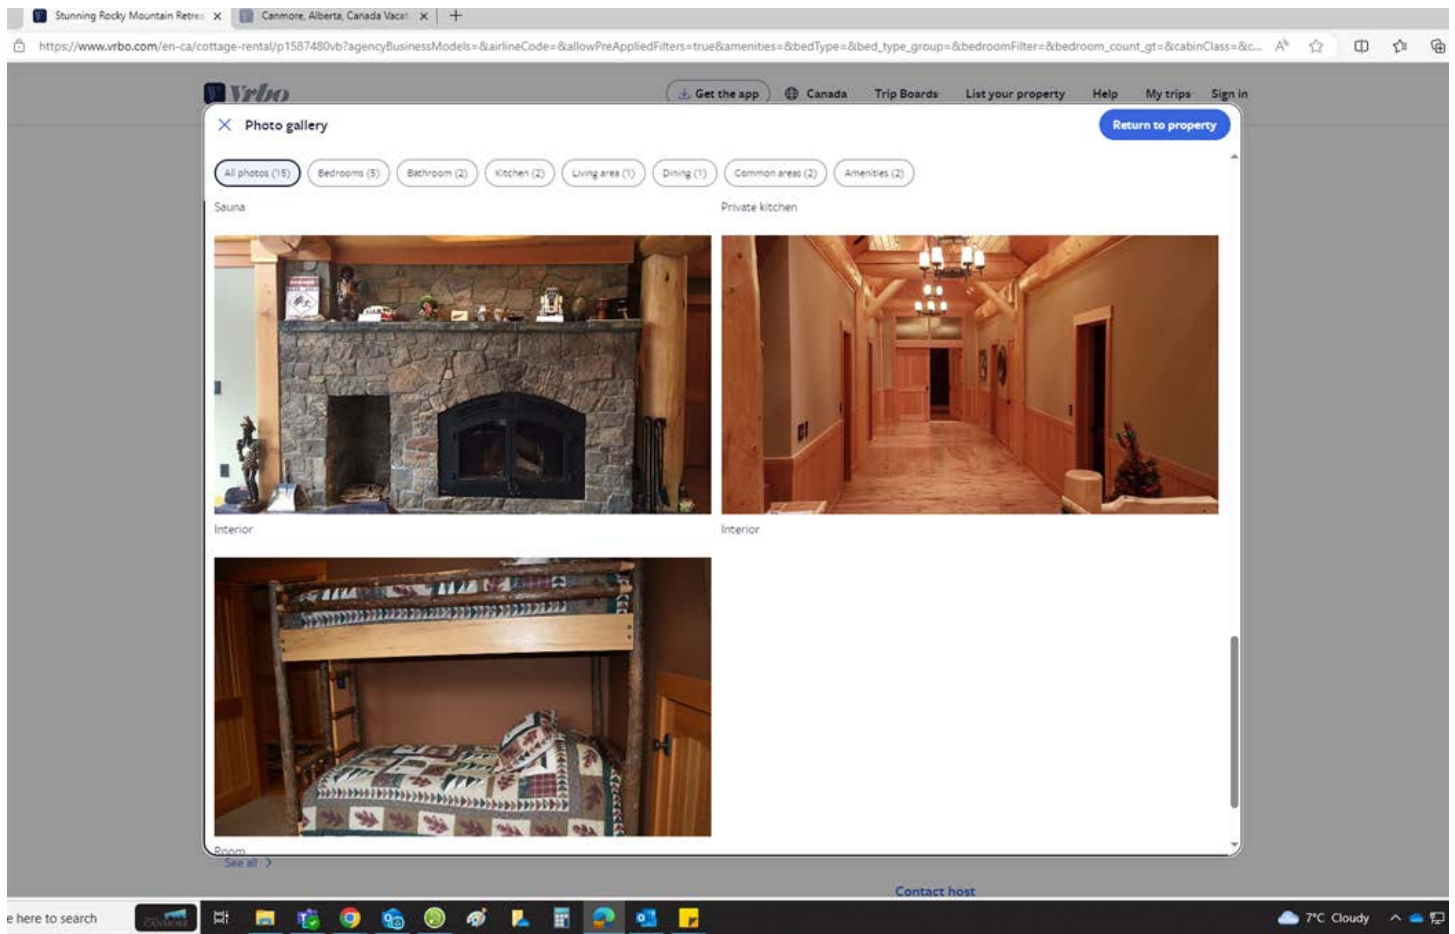 Stunning Rocky Mountain Retre
Canmore, Alberta, Canada Vacat
https://www.vrbo.com/en-ca/cottage-rental/p1587480vb?agencyBusinessModels=&airlineCode=&allowPreAppliedFilters=true&amenities=&bedType=&bed_type_group=&bedroomFilter=&bedroom_count_gt=&cabinClass=&c...
Vrbo
Get the app
Canada
Trip Boards
List your property
Help
My trips
Sign in
Photo gallery
Return to property
All photos (15)
Bedrooms (5)
Bathroom (2)
Kitchen (2)
Living area (1)
Dining (1)
Common areas (2)
Amenities (2)
Sauna
Private kitchen
Interior
Interior
Room
See all
Contact host
e here to search
CANMORE
7°C Cloudy